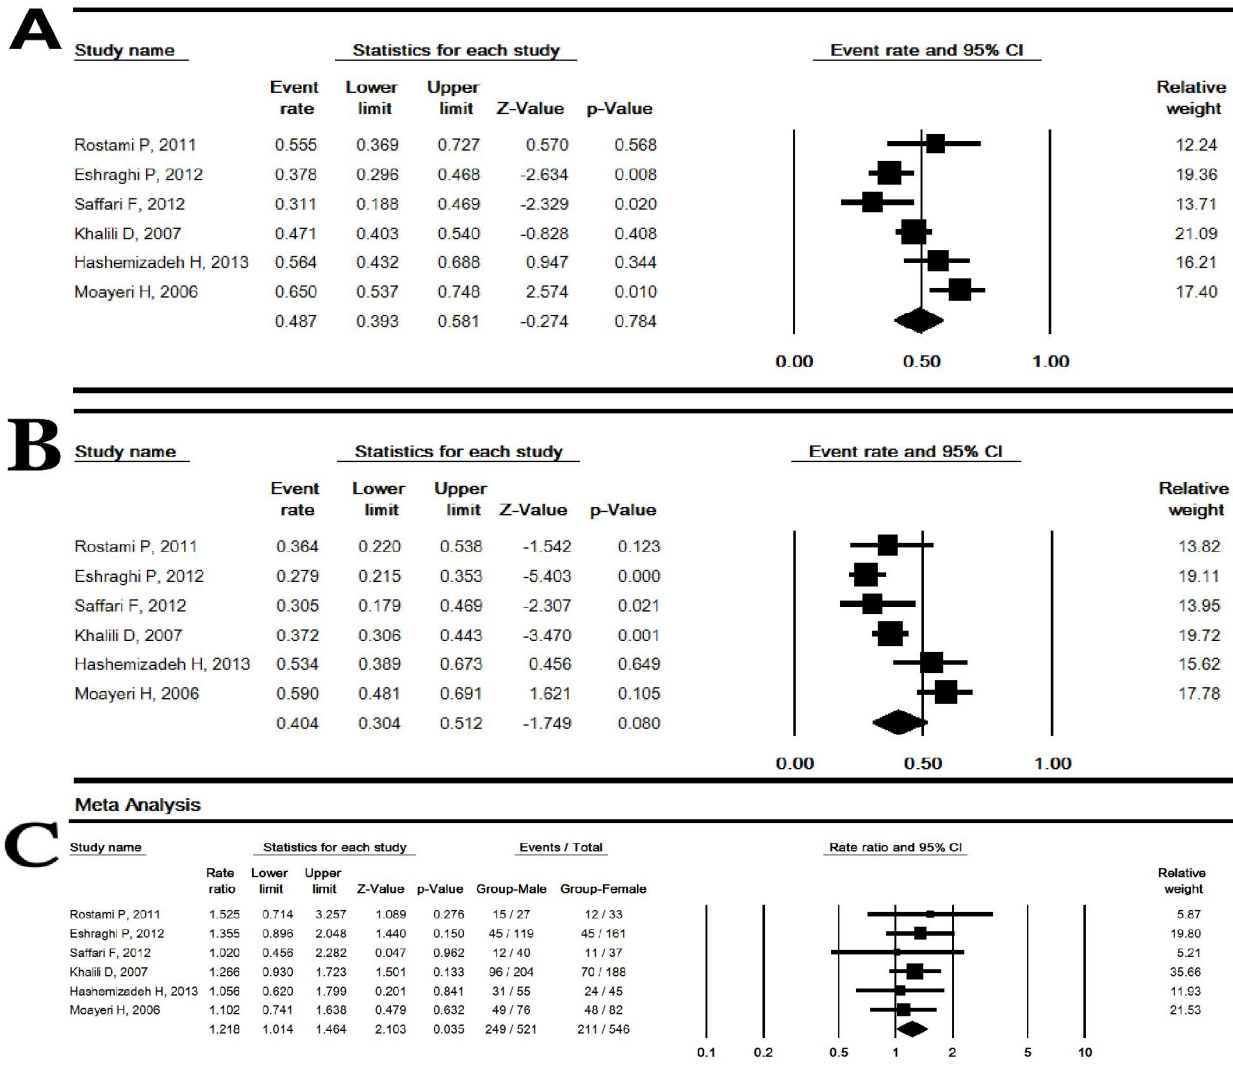 A
Study name Statistics for each study Event rate and 95% CI
Event Lower Upper Relative
rate limit limit Z-Value p-Value weight
Rostami P, 2011 0.555 0.369 0.727 0.570 0.568 12.24
Eshraghi P, 2012 0.378 0.296 0.468 -2.634 0.008 19.36
Saffari F, 2012 0.311 0.188 0.469 -2.329 0.020 13.71
Khalili D, 2007 0.471 0.403 0.540 -0.828 0.408 21.09
Hashemizadeh H, 2013 0.564 0.432 0.688 0.947 0.344 16.21
Moayeri H, 2006 0.650 0.537 0.748 2.574 0.010 17.40
0.487 0.393 0.581 -0.274 0.784
0.00 0.50 1.00
B
Study name Statistics for each study Event rate and 95% CI
Event Lower Upper Relative
rate limit limit Z-Value p-Value weight
Rostami P, 2011 0.364 0.220 0.538 -1.542 0.123 13.82
Eshraghi P, 2012 0.279 0.215 0.353 -5.403 0.000 19.11
Saffari F, 2012 0.305 0.179 0.469 -2.307 0.021 13.95
Khalili D, 2007 0.372 0.306 0.443 -3.470 0.001 19.72
Hashemizadeh H, 2013 0.534 0.389 0.673 0.456 0.649 15.62
Moayeri H, 2006 0.590 0.481 0.691 1.621 0.105 17.78
0.404 0.304 0.512 -1.749 0.080
0.00 0.50 1.00
Meta Analysis
C
Study name Statistics for each study Events / Total Rate ratio and 95% CI
Rate Lower Upper Relative
ratio limit limit Z-Value p-Value Group-Male Group-Female weight
Rostami P, 2011 1.525 0.714 3.257 1.089 0.276 15 / 27 12 / 33 5.87
Eshraghi P, 2012 1.355 0.896 2.048 1.440 0.150 45 / 119 45 / 161 19.80
Saffari F, 2012 1.020 0.456 2.282 0.047 0.962 12 / 40 11 / 37 5.21
Khalili D, 2007 1.266 0.930 1.723 1.501 0.133 96 / 204 70 / 188 35.66
Hashemizadeh H, 2013 1.056 0.620 1.799 0.201 0.841 31 / 55 24 / 45 11.93
Moayeri H, 2006 1.102 0.741 1.638 0.479 0.632 49 / 76 48 / 82 21.53
1.218 1.014 1.464 2.103 0.035 249 / 521 211 / 546
0.1 0.2 0.5 1 2 5 10